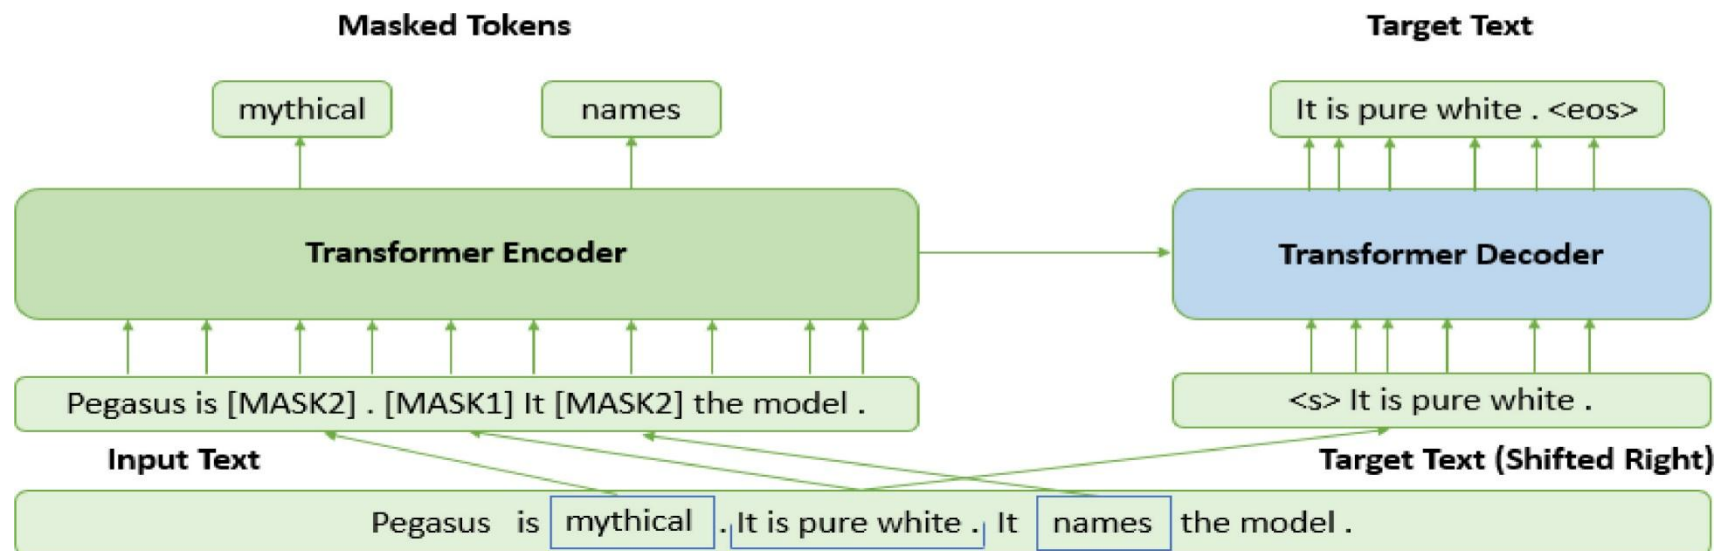 Masked Tokens
Target Text
mythical
names
It is pure white . <eos>
Transformer Encoder
Transformer Decoder
Pegasus is [MASK2] . [MASK1] It [MASK2] the model .
<s> It is pure white .
Input Text
Target Text (Shifted Right)
Pegasus is mythical . It is pure white . It names the model .